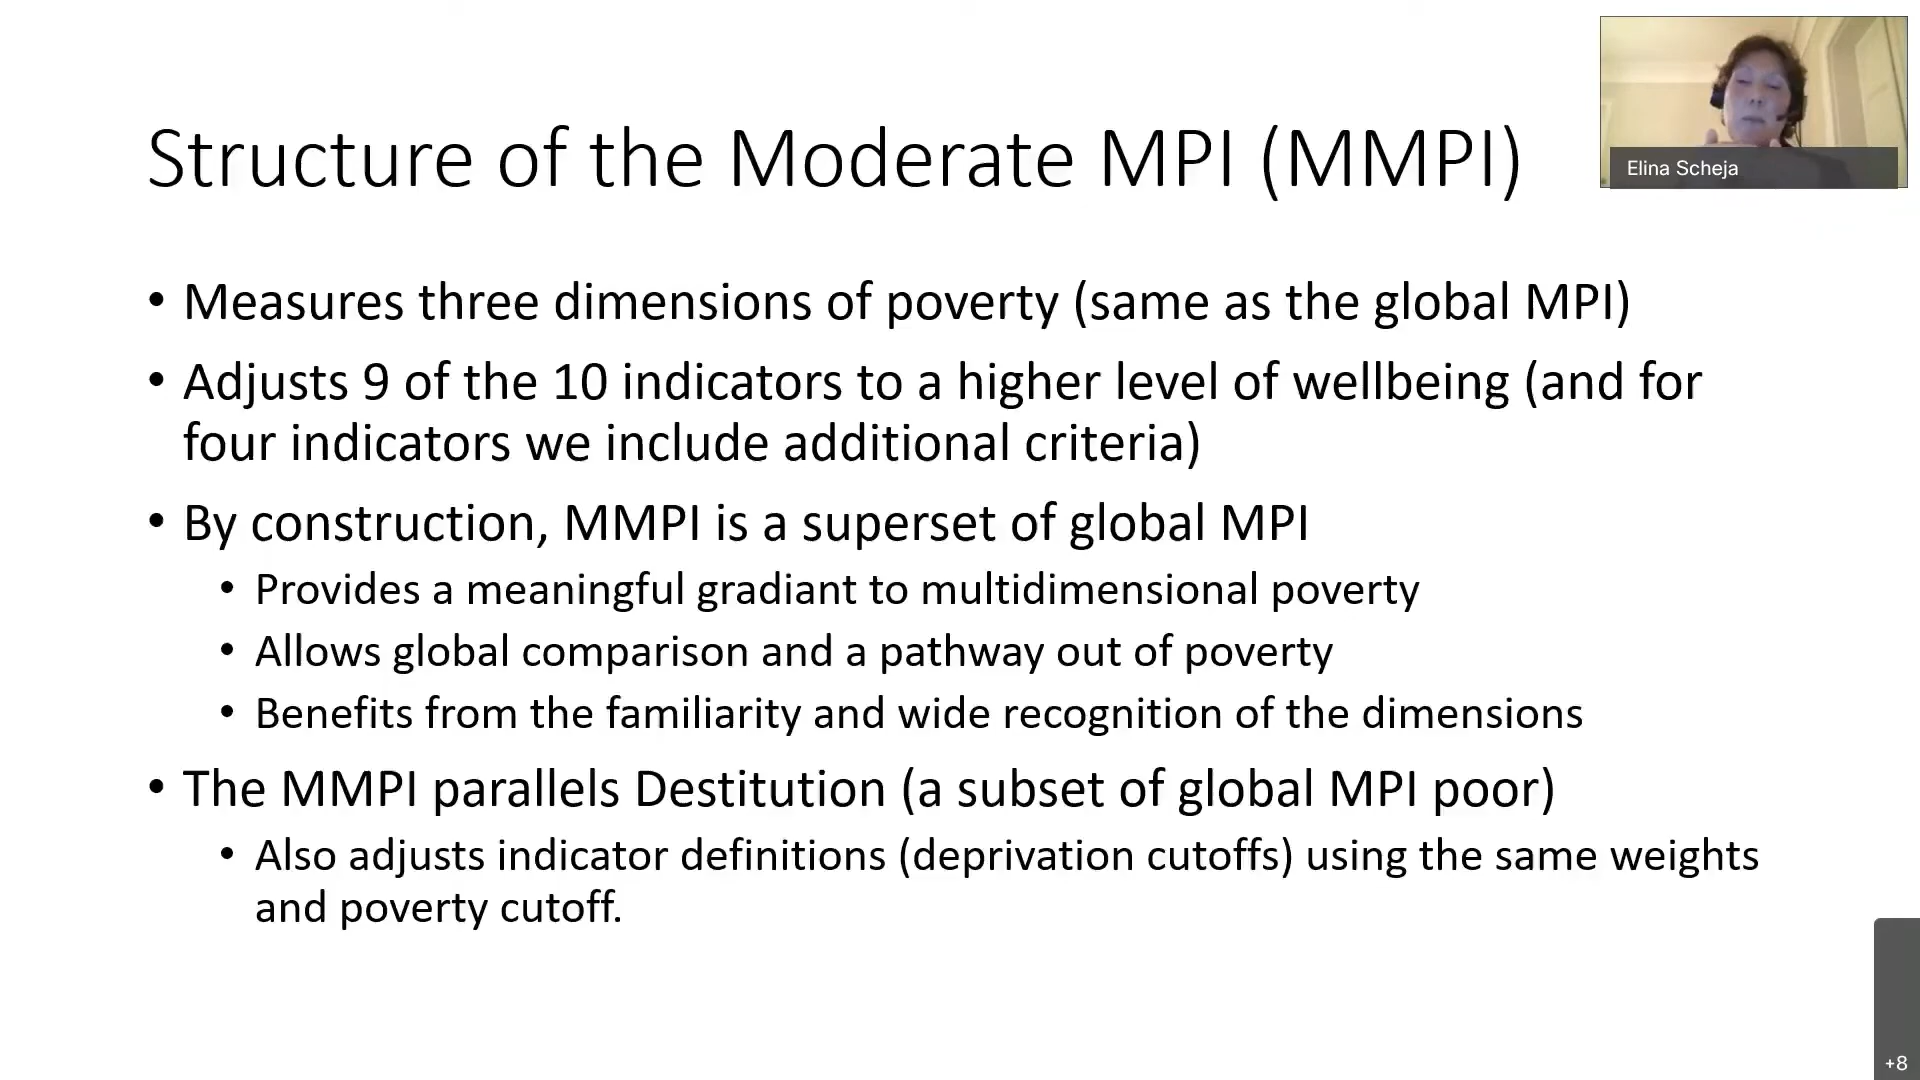 Structure of the Moderate MPI (MMPI)
Elina Scheja
• Measures three dimensions of poverty (same as the global MPI)
• Adjusts 9 of the 10 indicators to a higher level of wellbeing (and for
four indicators we include additional criteria)
• By construction, MMPI is a superset of global MPI
• Provides a meaningful gradiant to multidimensional poverty
• Allows global comparison and a pathway out of poverty
• Benefits from the familiarity and wide recognition of the dimensions
• The MMPI parallels Destitution (a subset of global MPI poor)
• Also adjusts indicator definitions (deprivation cutoffs) using the same weights
and poverty cutoff.
+8